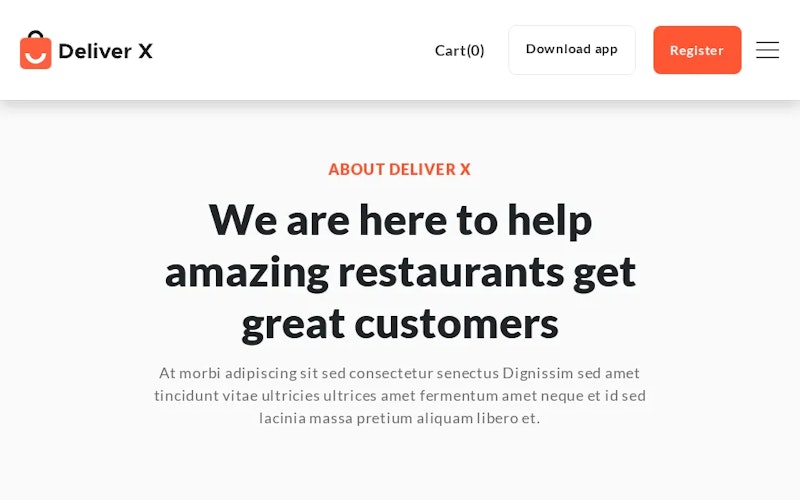 Deliver X
Cart(0)
Download app
Register
ABOUT DELIVER X
We are here to help
amazing restaurants get
great customers
At morbi adipiscing sit sed consectetur senectus Dignissim sed amet
tincidunt vitae ultricies ultrices amet fermentum amet neque et id sed
lacinia massa pretium aliquam libero et.